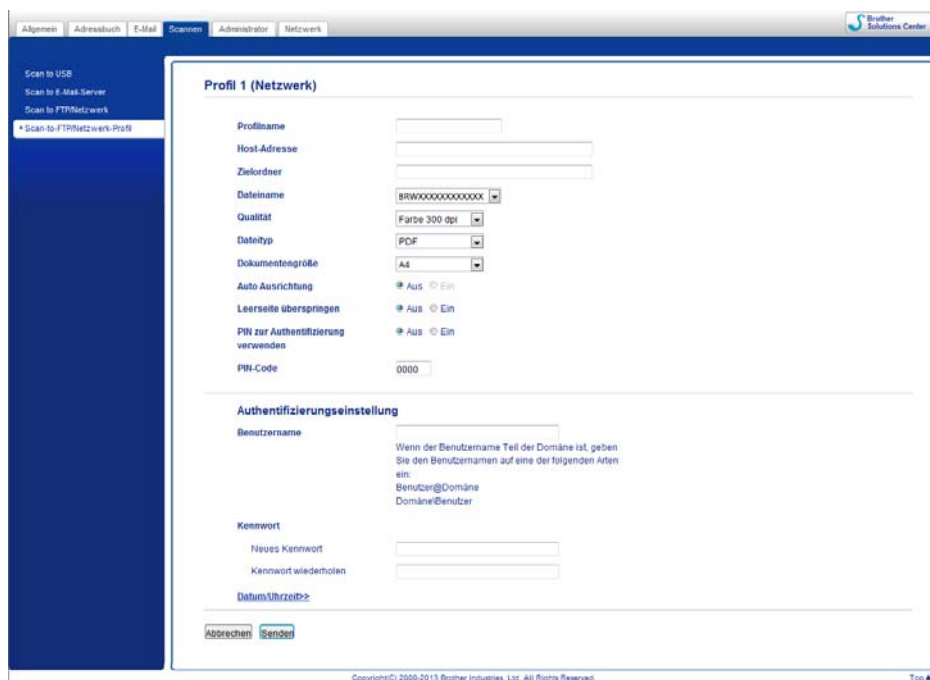 Allgemein Adressbuch E-Mail Scannen Administrator Netzwerk
Brother
Solutions Center
Scan to USB
Scan to E-Mail-Server
Scan to FTP/Netzwerk
Scan-to-FTP/Netzwerk-Profil
Profil 1 (Netzwerk)
Profilname
Host-Adresse
Zielordner
Dateiname BRWXXXXXXXXXXXX
Qualität Farbe 300 dpi
Dateityp PDF
Dokumentengröße A4
Auto Ausrichtung Aus Ein
Leerseite überspringen Aus Ein
PIN zur Authentifizierung Aus Ein
verwenden
PIN-Code 0000
Authentifizierungseinstellung
Benutzername
Wenn der Benutzername Teil der Domäne ist, geben
Sie den Benutzernamen auf eine der folgenden Arten
ein:
Benutzer@Domäne
Domäne\Benutzer
Kennwort
Neues Kennwort
Kennwort wiederholen
Datum/Uhrzeit>>
Abbrechen Senden
Copyright(C) 2000-2013 Brother Industries, Ltd. All Rights Reserved. Top